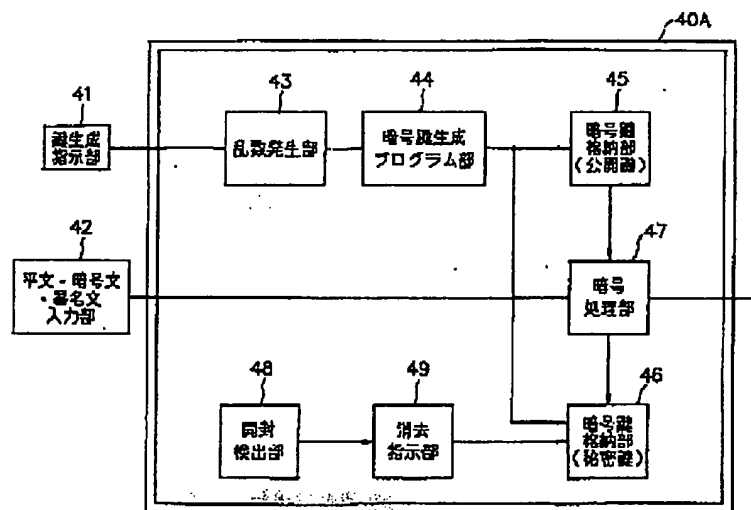 40A
41
鍵生成
指示部
43
乱数発生部
44
暗号鍵生成
プログラム部
45
暗号鍵
格納部
(公開鍵)
42
平文・暗号文
・署名文
入力部
47
暗号
処理部
48
開封
検出部
49
消去
指示部
46
暗号鍵
格納部
(秘密鍵)